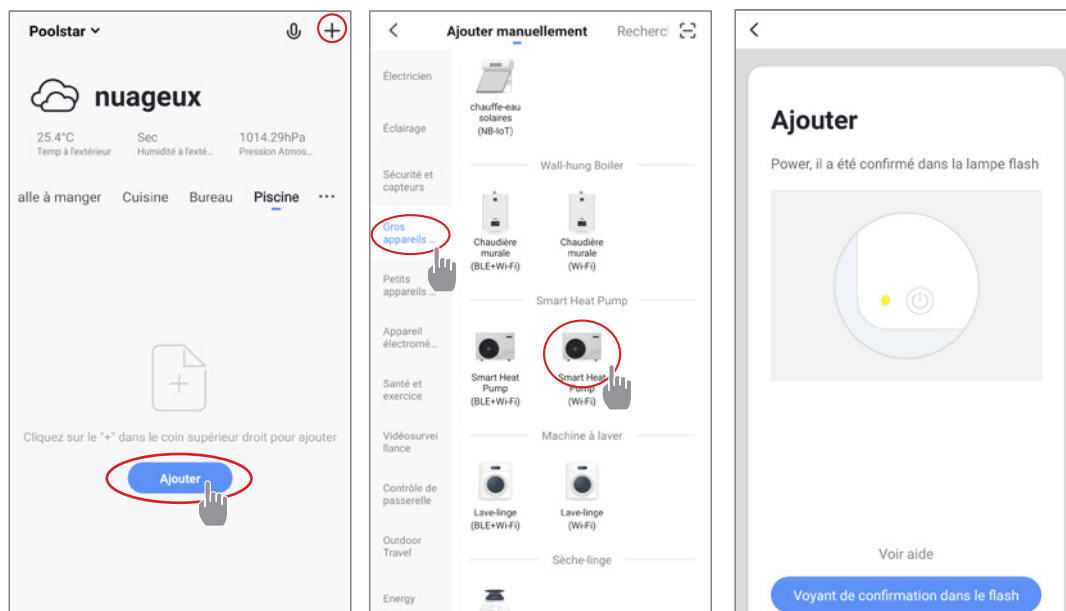 Poolstar
nuageux
25.4°C
Sec
1014.29hPa
Temp à l'extérieur
Humidité à l'exté...
Pression Atmos...
alle à manger
Cuisine
Bureau
Piscine
Cliquez sur le "+" dans le coin supérieur droit pour ajouter
Ajouter
Ajouter manuellement
Recherc
Électricien
Éclairage
Sécurité et
capteurs
Gros
appareils ...
Petits
appareils ...
Appareil
électromé...
Santé et
exercice
Vidéosurvei
llance
Contrôle de
passerelle
Outdoor
Travel
Energy
chauffe-eau
solaires
(NB-IoT)
Wall-hung Boiler
Chaudière
murale
(BLE+Wi-Fi)
Chaudière
murale
(Wi-Fi)
Smart Heat Pump
Smart Heat
Pump
(BLE+Wi-Fi)
Smart Heat
Pump
(Wi-Fi)
Machine à laver
Lave-linge
(BLE+Wi-Fi)
Lave-linge
(Wi-Fi)
Sèche-linge
Ajouter
Power, il a été confirmé dans la lampe flash
Voir aide
Voyant de confirmation dans le flash